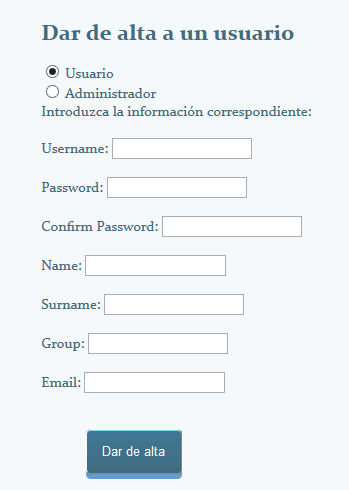 Dar de alta a un usuario
Usuario
Administrador
Introduzca la información correspondiente:
Username:
Password:
Confirm Password:
Name:
Surname:
Group:
Email:
Dar de alta